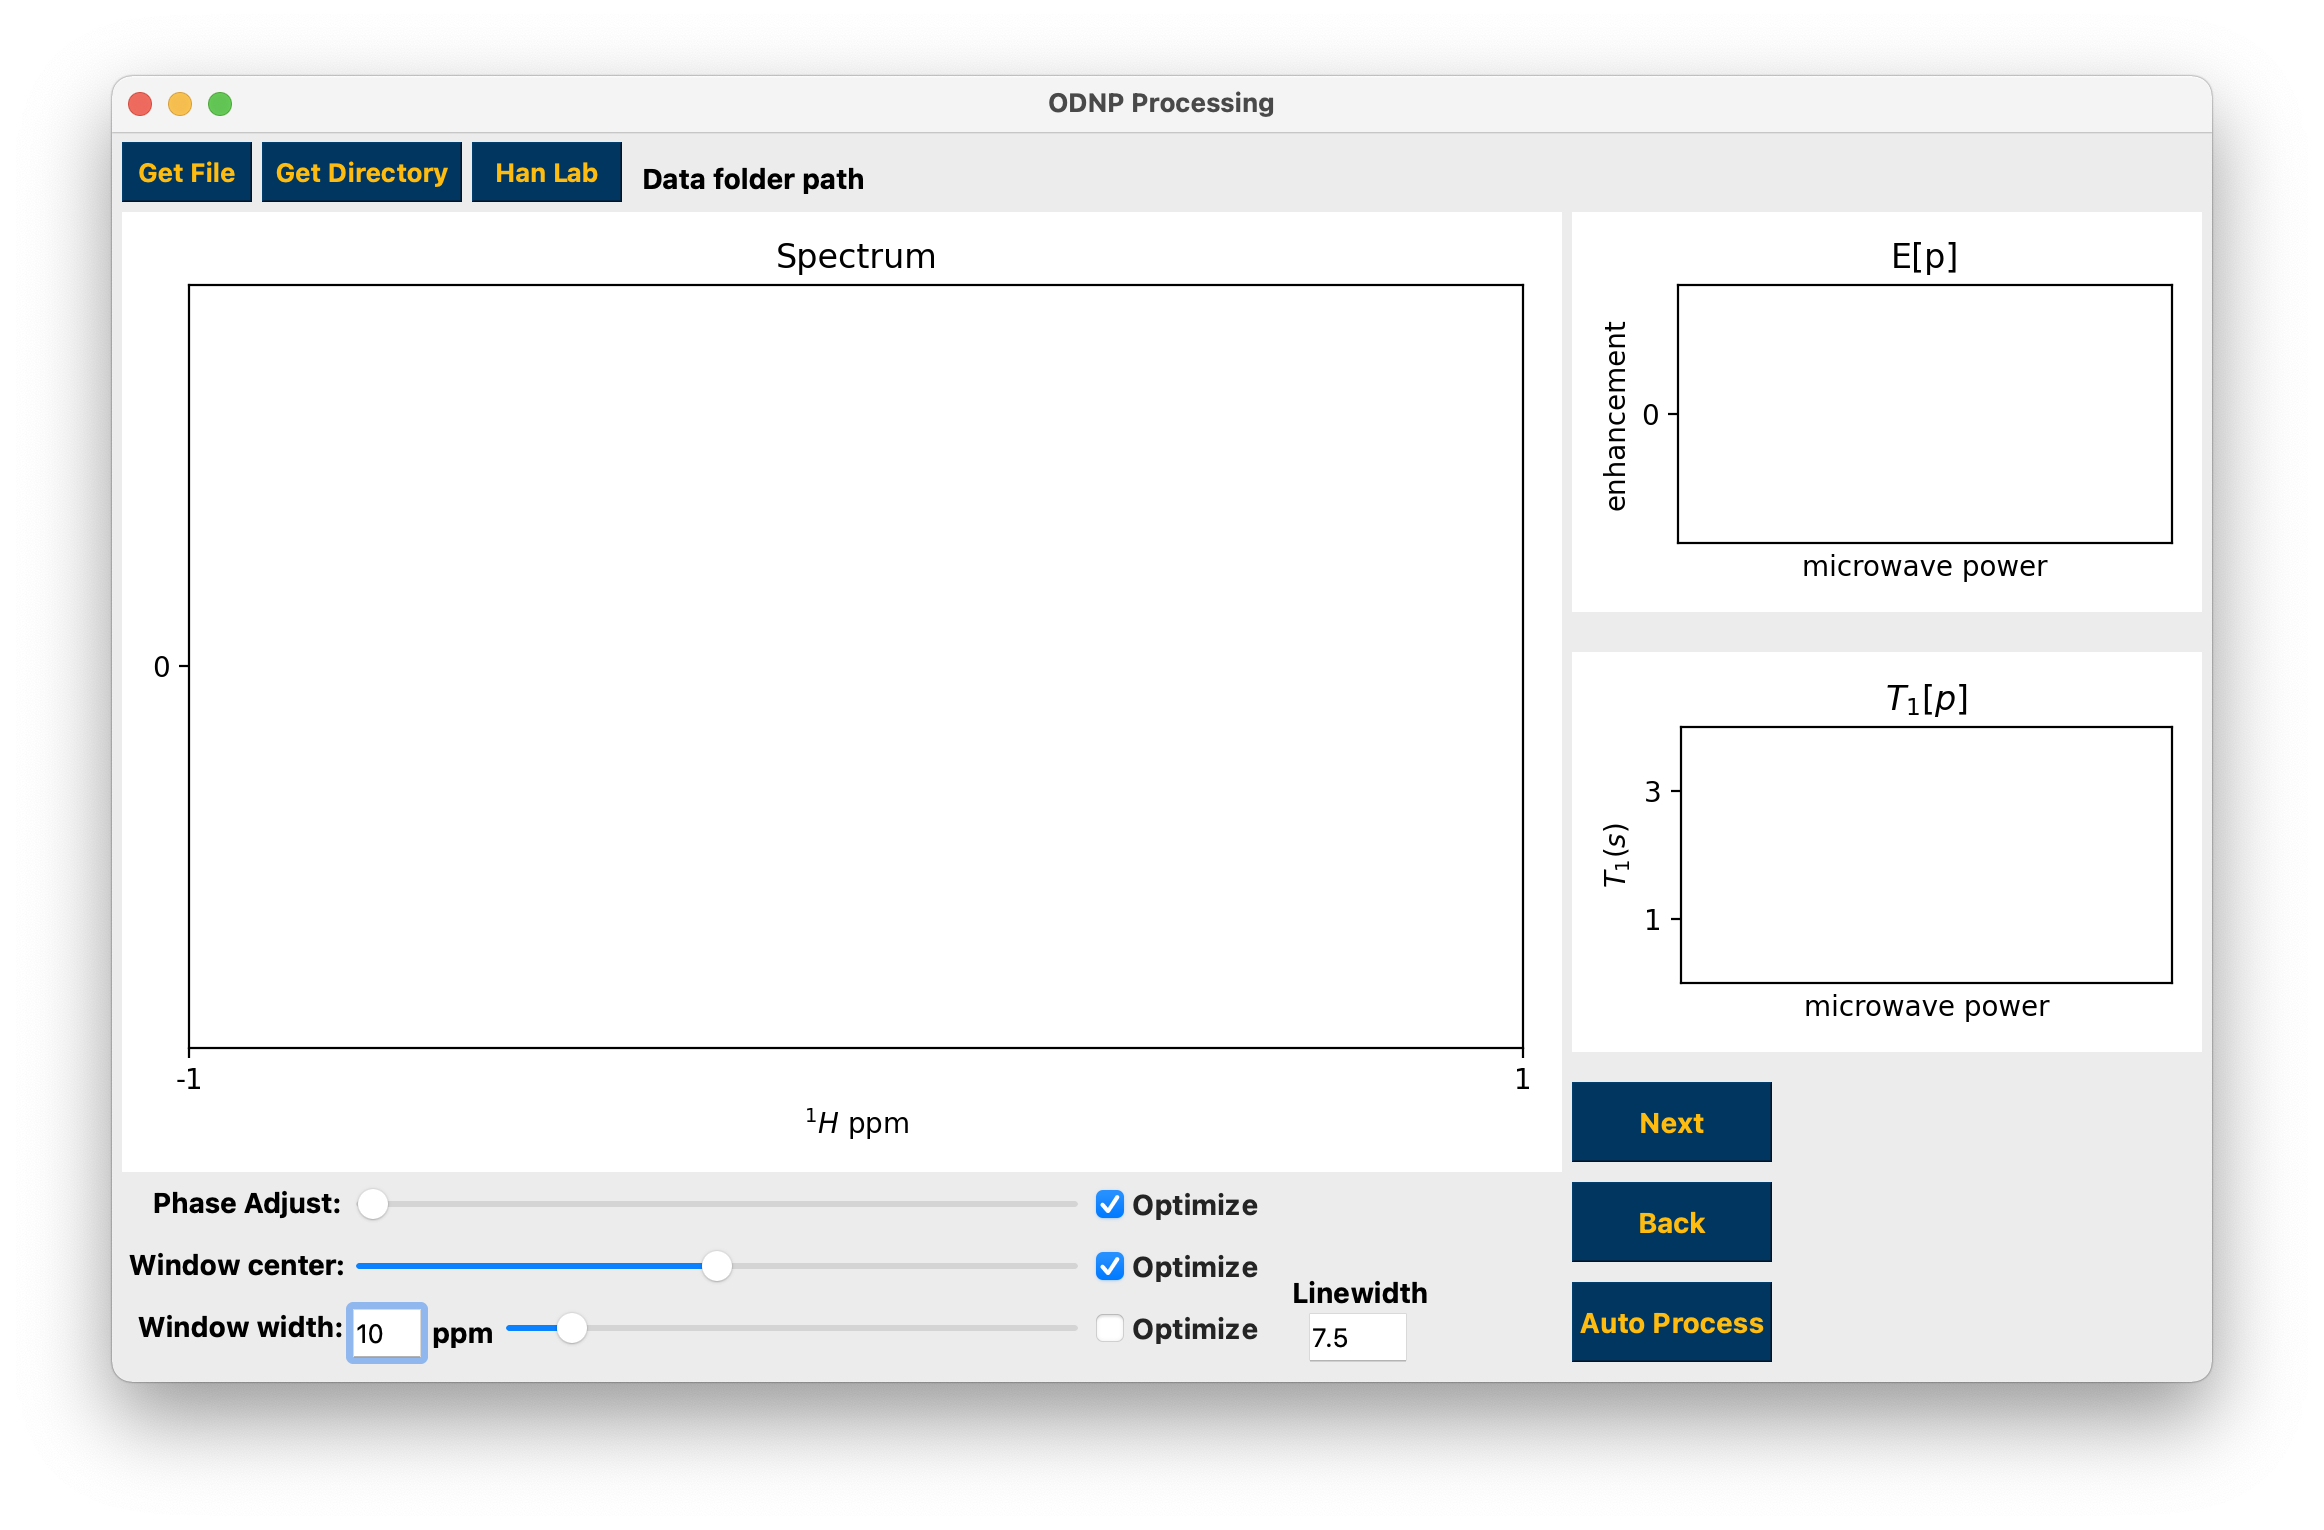 ODNP Processing
Get File Get Directory Han Lab Data folder path
Spectrum
0
-1 1
¹H ppm
E[p]
enhancement
0
microwave power
T₁[p]
T₁(s)
3
1
microwave power
Phase Adjust: Optimize
Window center: Optimize
Window width: 10 ppm Optimize
Linewidth
7.5
Next
Back
Auto Process